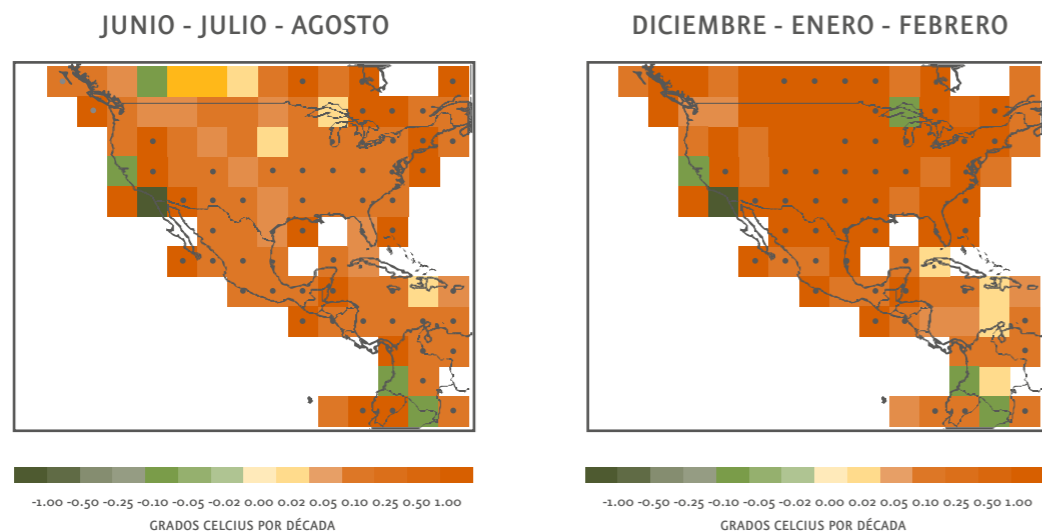 JUNIO - JULIO - AGOSTO
DICIEMBRE - ENERO - FEBRERO
-1.00 -0.50 -0.25 -0.10 -0.05 -0.02 0.00 0.02 0.05 0.10 0.25 0.50 1.00
GRADOS CELCIUS POR DÉCADA
-1.00 -0.50 -0.25 -0.10 -0.05 -0.02 0.00 0.02 0.05 0.10 0.25 0.50 1.00
GRADOS CELCIUS POR DÉCADA